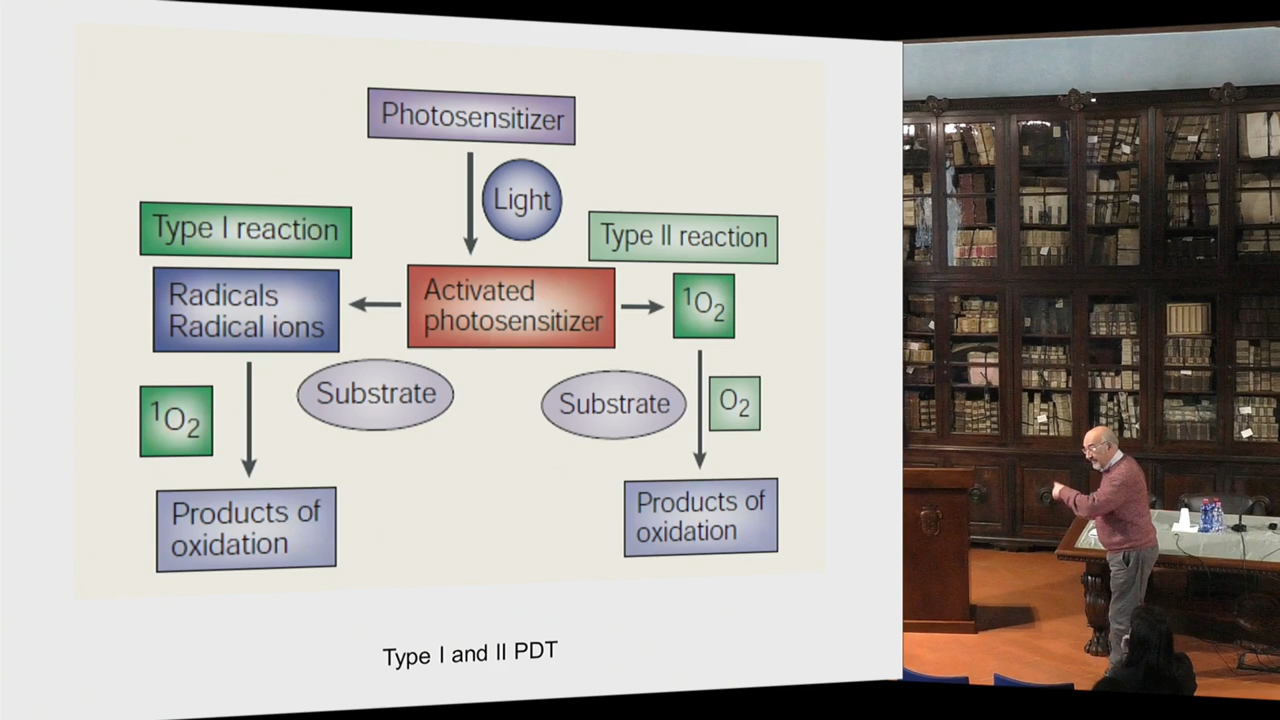 Photosensitizer
Light
Type I reaction
Type II reaction
Radicals
Radical ions
Activated
photosensitizer
¹O₂
Substrate
Substrate
¹O₂
O₂
Products of
oxidation
Products of
oxidation
Type I and II PDT